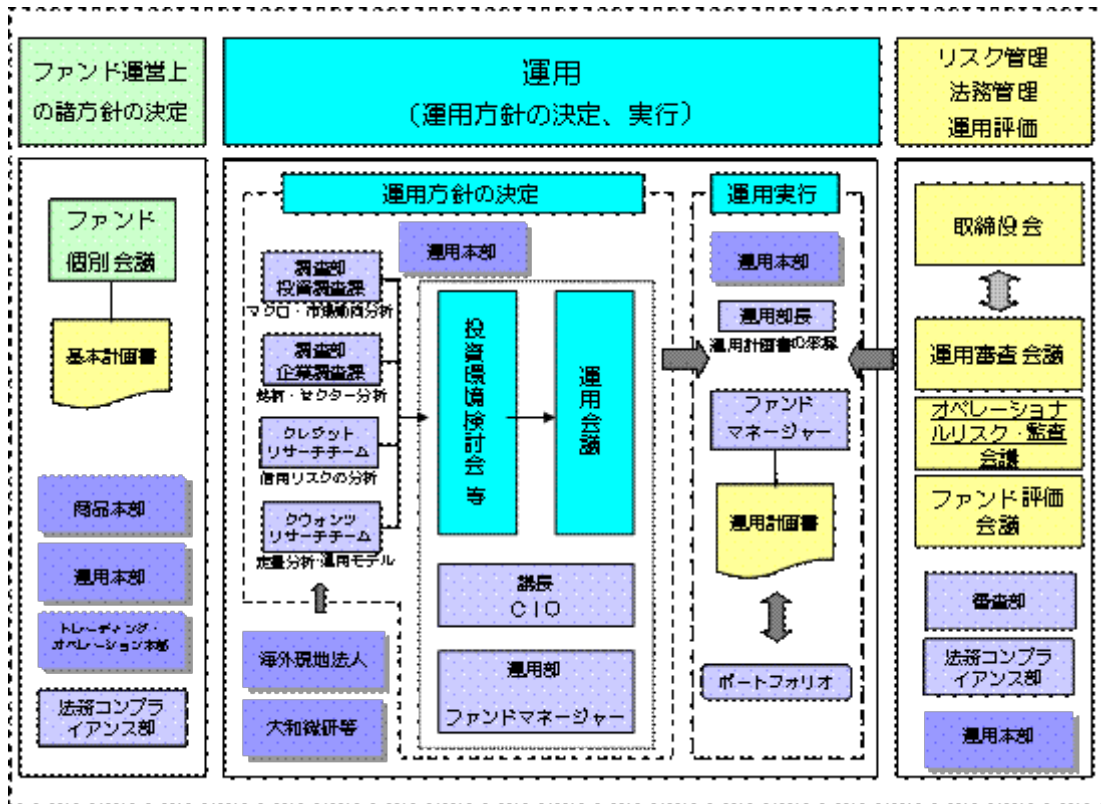 ファンド運営上
の諸方針の決定
運用
(運用方針の決定、実行)
リスク管理
法務管理
運用評価
ファンド
個別会議
基本計画書
商品本部
運用本部
トレーディング・
オペレーション本部
法務コンプラ
イアンス部
運用方針の決定
運用本部
調査部
投資調査課
マクロ・市場動向分析
調査部
企業調査課
銘柄・セクター分析
クレジット
リサーチチーム
信用リスクの分析
クウォンツ
リサーチチーム
定量分析・運用モデル
海外現地法人
大和総研等
投資環境検討会 等
運用会議
議長
CIO
運用部
ファンドマネージャー
運用実行
運用本部
運用部長
運用計画書の承認
ファンド
マネージャー
運用計画書
ポートフォリオ
取締役会
運用審査会議
オペレーショナ
ルリスク・監査
会議
ファンド評価
会議
審査部
法務コンプラ
イアンス部
運用本部